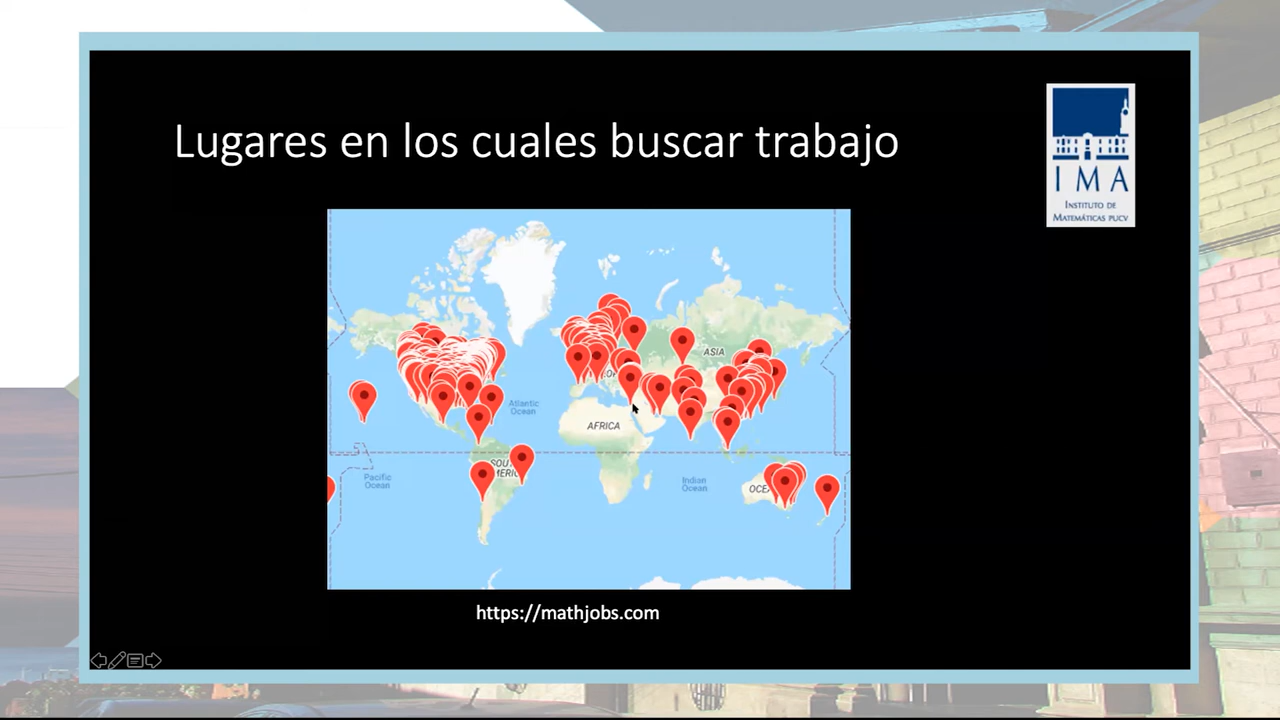 Lugares en los cuales buscar trabajo
IMA
INSTITUTO DE
MATEMÁTICAS PUCV
ASIA
Atlantic
Ocean
AFRICA
Pacific
Ocean
Indian
Ocean
https://mathjobs.com